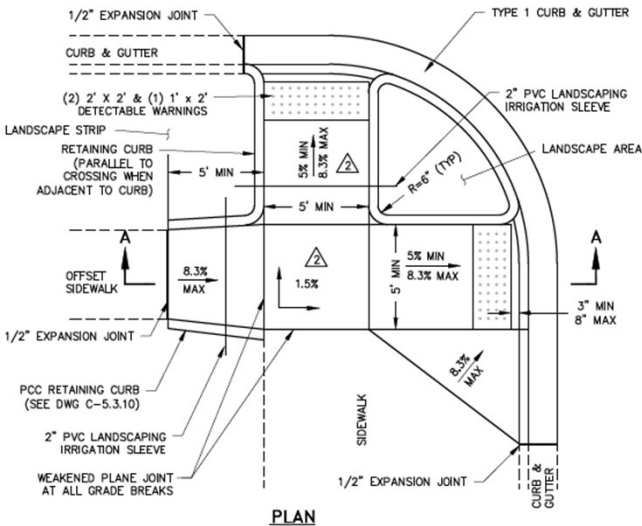 1/2" EXPANSION JOINT
TYPE 1 CURB & GUTTER
CURB & GUTTER
(2) 2' X 2' & (1) 1' x 2'
DETECTABLE WARNINGS
2" PVC LANDSCAPING
IRRIGATION SLEEVE
LANDSCAPE STRIP
RETAINING CURB
(PARALLEL TO
CROSSING WHEN
ADJACENT TO CURB)
LANDSCAPE AREA
5% MIN
8.3% MAX
2
R=6" (TYP)
5' MIN
5' MIN
A
OFFSET
SIDEWALK
8.3%
MAX
2
1.5%
5' MIN
5% MIN
8.3% MAX
A
3" MIN
8" MAX
1/2" EXPANSION JOINT
8.3%
MAX
PCC RETAINING CURB
(SEE DWG C-5.3.10)
2" PVC LANDSCAPING
IRRIGATION SLEEVE
SIDEWALK
WEAKENED PLANE JOINT
AT ALL GRADE BREAKS
1/2" EXPANSION JOINT
CURB &
GUTTER
PLAN